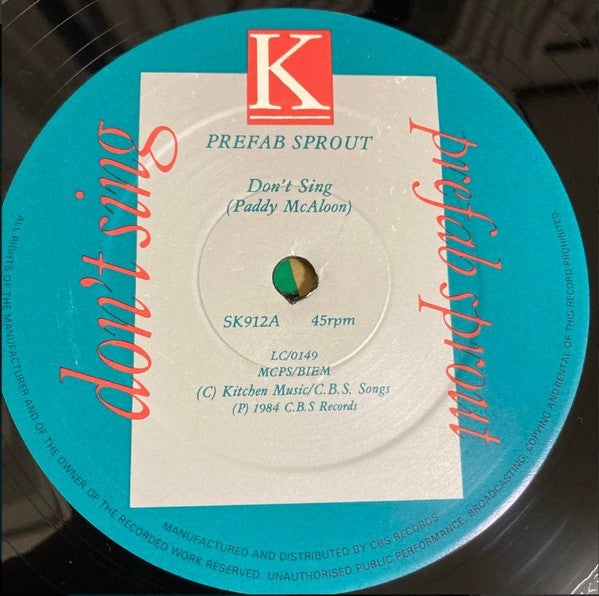 K
PREFAB SPROUT
Don't Sing
(Paddy McAloon)
SK912A 45rpm
LC/0149
MCPS/BIEM
(C) Kitchen Music/C.B.S. Songs
(P) 1984 C.B.S Records
don't sing
prefab sprout
MANUFACTURED AND DISTRIBUTED BY CBS RECORDS
ALL RIGHTS OF THE MANUFACTURER AND OF THE OWNER OF THE RECORDED WORK RESERVED. UNAUTHORISED PUBLIC PERFORMANCE, BROADCASTING, COPYING AND RENTAL OF THIS RECORD PROHIBITED